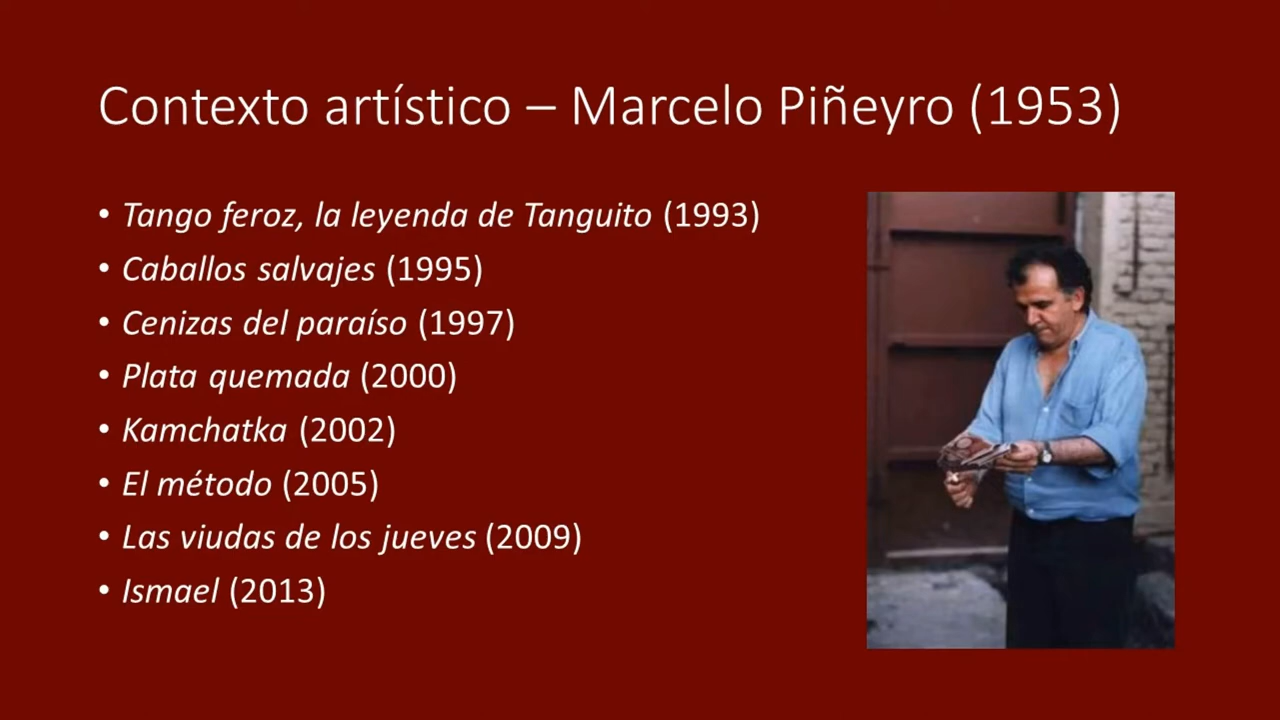 Contexto artístico – Marcelo Piñeyro (1953)
• Tango feroz, la leyenda de Tanguito (1993)
• Caballos salvajes (1995)
• Cenizas del paraíso (1997)
• Plata quemada (2000)
• Kamchatka (2002)
• El método (2005)
• Las viudas de los jueves (2009)
• Ismael (2013)